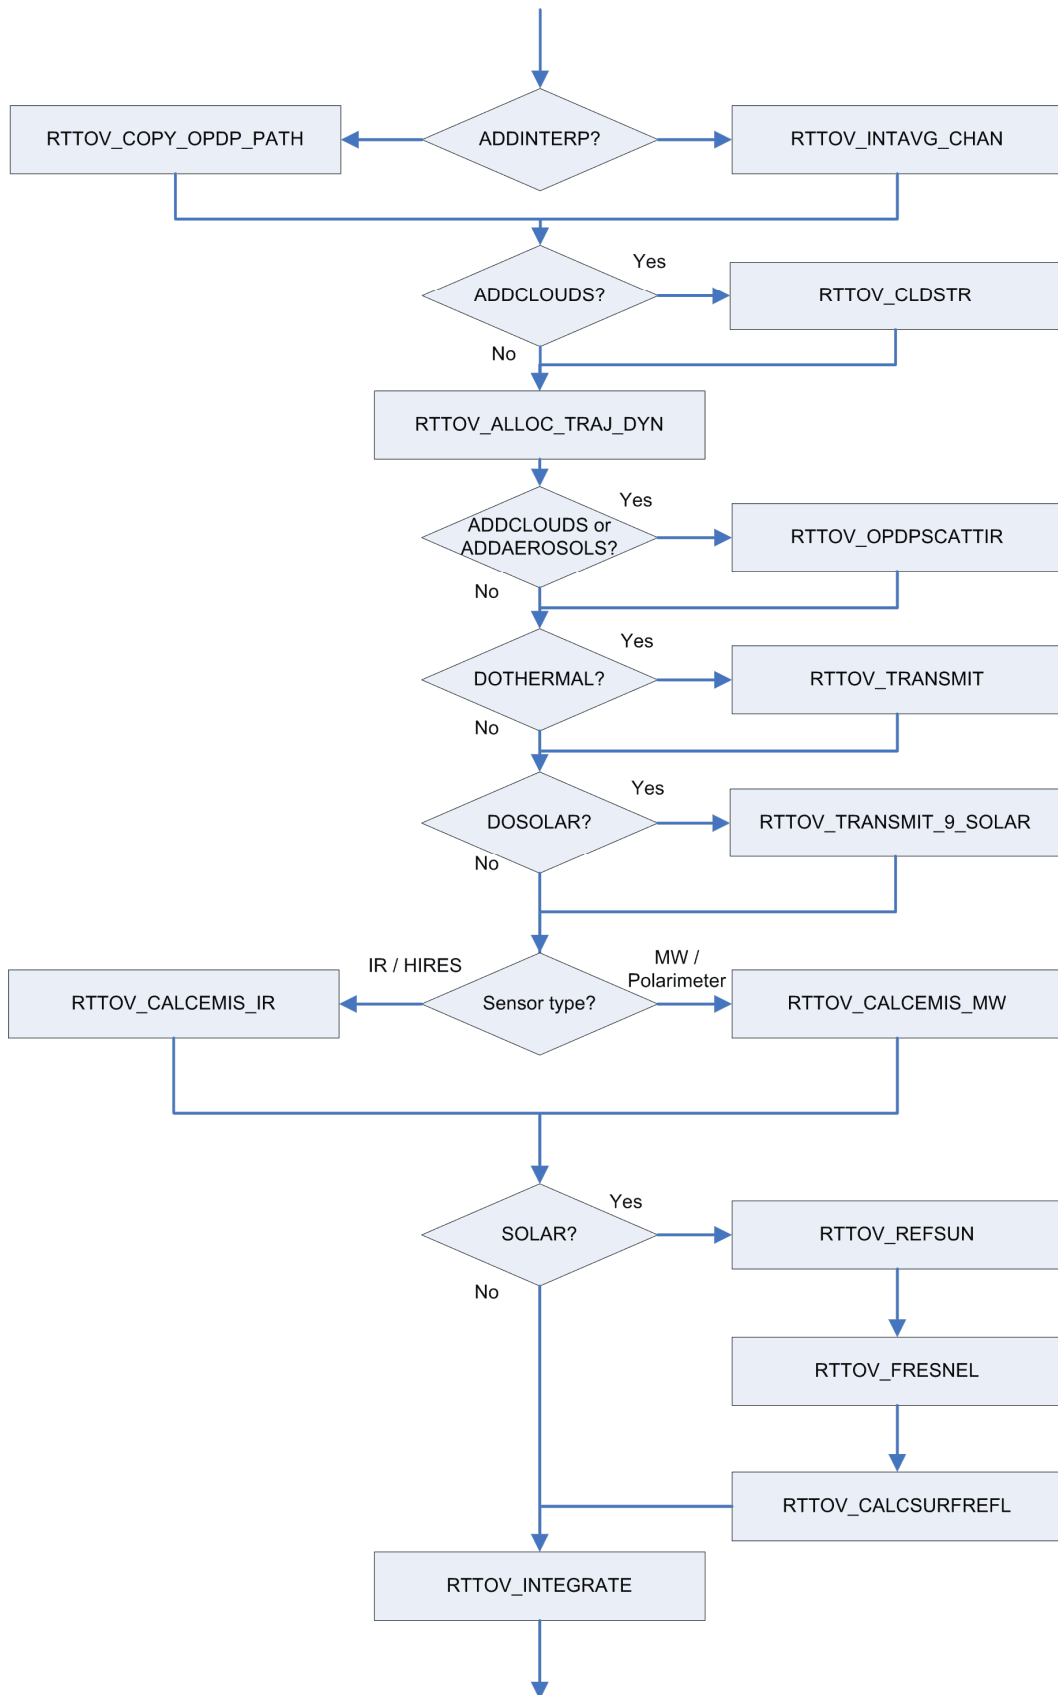 RTTOV_COPY_OPDP_PATH
ADDINTERP?
RTTOV_INTAVG_CHAN
Yes
ADDCLOUDS?
RTTOV_CLDSTR
No
RTTOV_ALLOC_TRAJ_DYN
Yes
ADDCLOUDS or
ADDAEROSOLS?
RTTOV_OPDPSCATTIR
No
Yes
DOTHERMAL?
RTTOV_TRANSMIT
No
Yes
DOSOLAR?
RTTOV_TRANSMIT_9_SOLAR
No
IR / HIRES
MW /
Polarimeter
RTTOV_CALCEMIS_IR
Sensor type?
RTTOV_CALCEMIS_MW
Yes
SOLAR?
RTTOV_REFSUN
No
RTTOV_FRESNEL
RTTOV_CALCSURFREFL
RTTOV_INTEGRATE